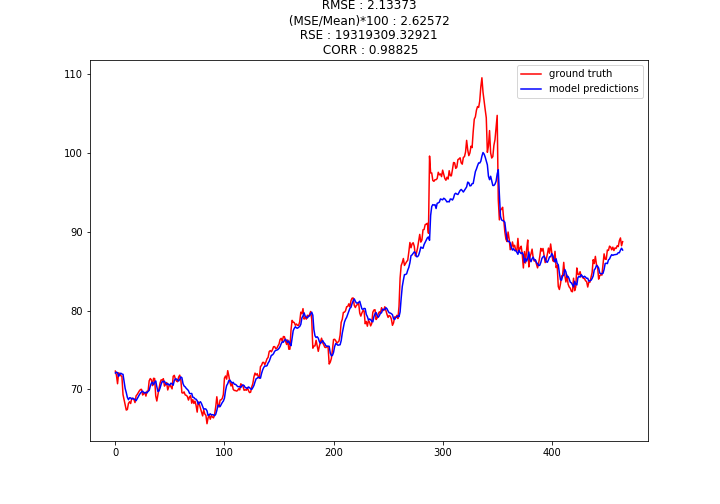 RMSE : 2.13373
(MSE/Mean)*100 : 2.62572
RSE : 19319309.32921
CORR : 0.98825
ground truth
model predictions
110
100
90
80
70
0
100
200
300
400